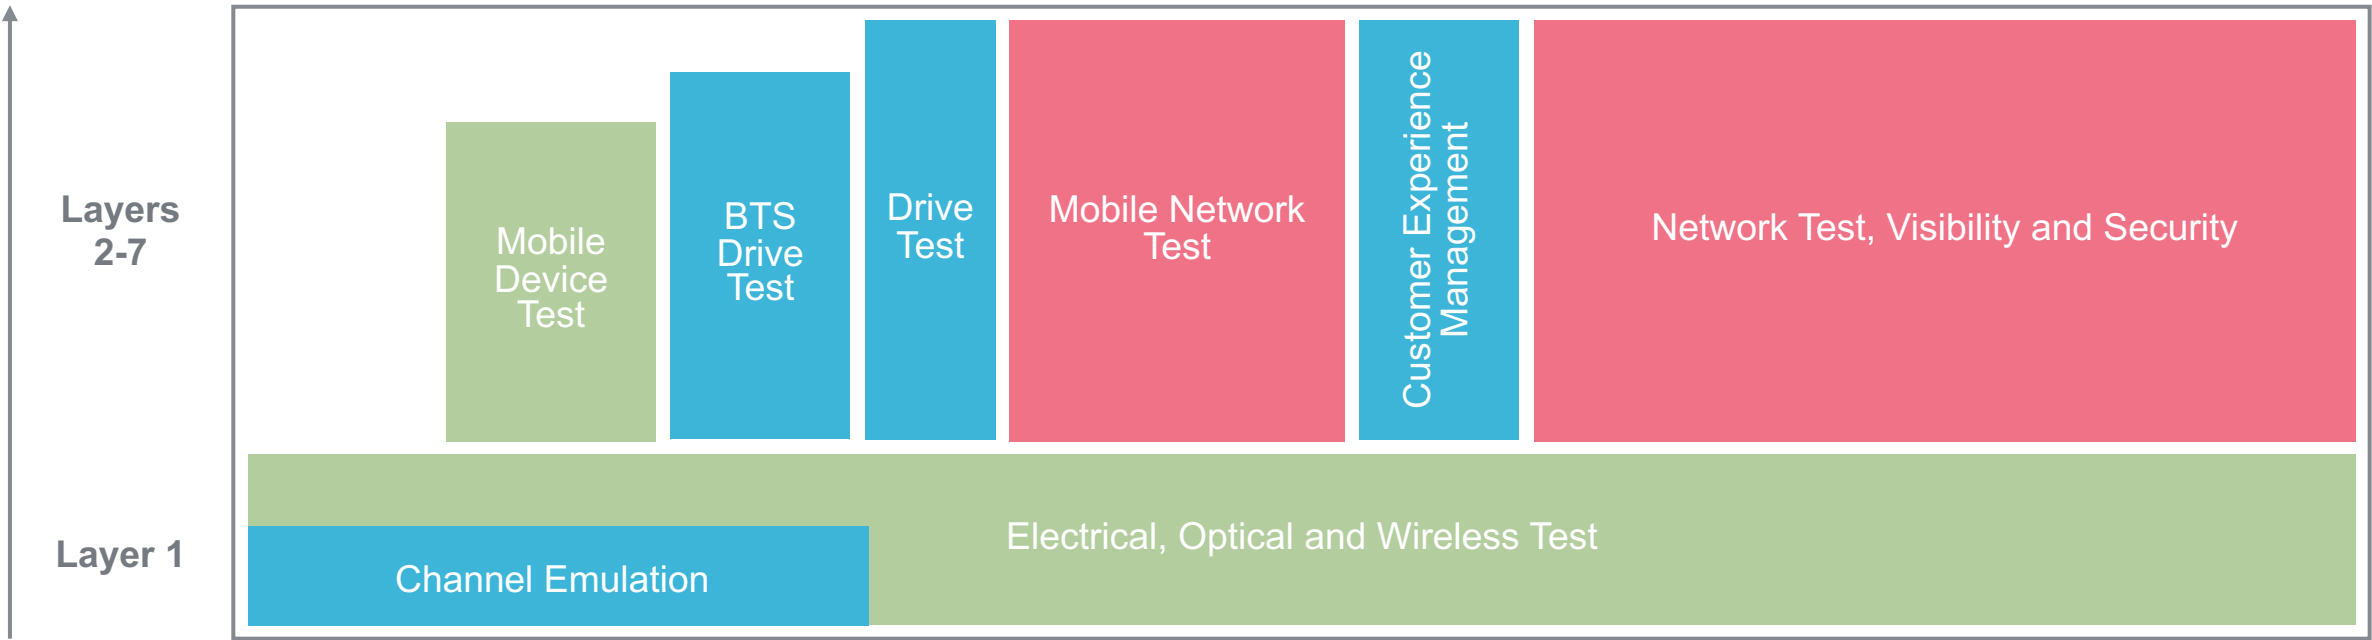 Layers
2-7
Mobile
Device
Test
BTS
Drive
Test
Drive
Test
Mobile Network
Test
Customer Experience
Management
Network Test, Visibility and Security
Layer 1
Electrical, Optical and Wireless Test
Channel Emulation